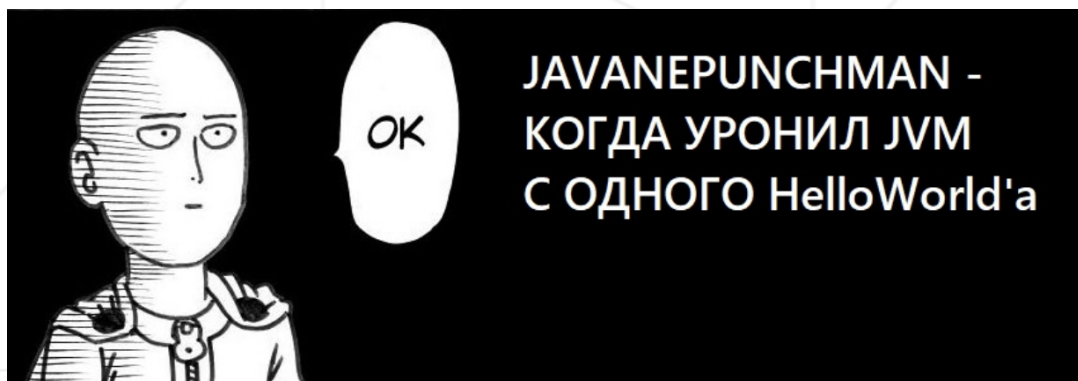 OK
JAVANEPUNCHMAN -
КОГДА УРОНИЛ JVM
С ОДНОГО HelloWorld'а